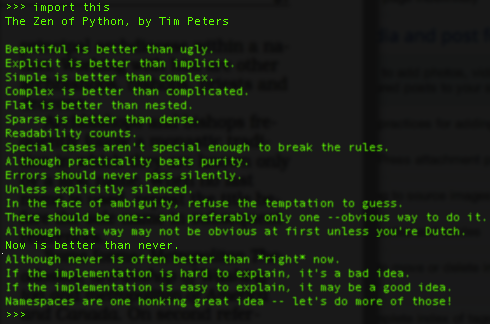 >>> import this
The Zen of Python, by Tim Peters
Beautiful is better than ugly.
Explicit is better than implicit.
Simple is better than complex.
Complex is better than complicated.
Flat is better than nested.
Sparse is better than dense.
Readability counts.
Special cases aren't special enough to break the rules.
Although practicality beats purity.
Errors should never pass silently.
Unless explicitly silenced.
In the face of ambiguity, refuse the temptation to guess.
There should be one-- and preferably only one --obvious way to do it.
Although that way may not be obvious at first unless you're Dutch.
Now is better than never.
Although never is often better than *right* now.
If the implementation is hard to explain, it's a bad idea.
If the implementation is easy to explain, it may be a good idea.
Namespaces are one honking great idea -- let's do more of those!
>>>